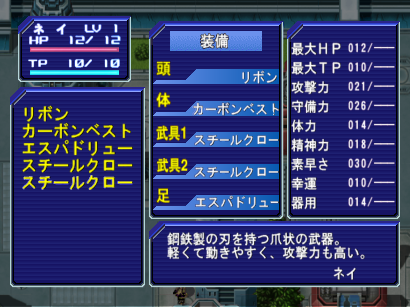 ネイ LV 1
HP 12/ 12
TP 10/ 10
リボン
カーボンベスト
エスパドリュー
スチールクロー
スチールクロー
装備
頭 リボン
体 カーボンベスト
武具1 スチールクロー
武具2 スチールクロー
足 エスパドリュー
最大HP 012/──
最大TP 010/──
攻撃力 021/──
守備力 026/──
体力 014/──
精神力 018/──
素早さ 030/──
幸運 010/──
器用 014/──
鋼鉄製の刃を持つ爪状の武器。
軽くて動きやすく、攻撃力も高い。
ネイ